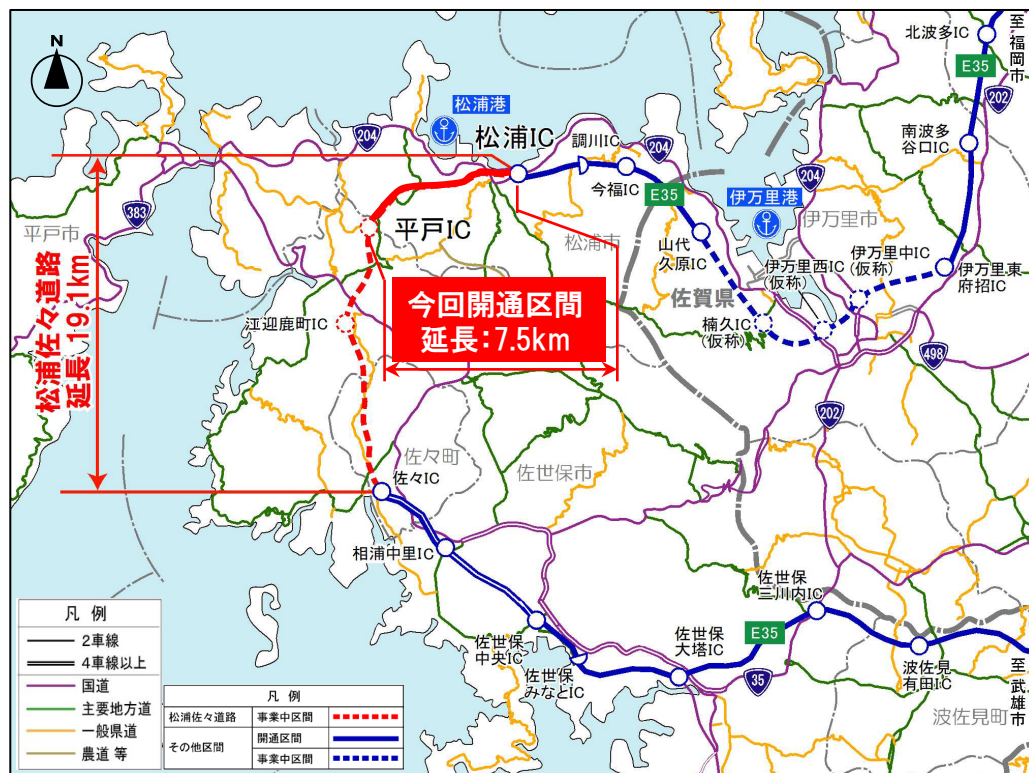 N
204
松浦港
松浦IC
調川IC
204
今福IC
E35
383
平戸市
平戸IC
松浦市
山代
久原IC
伊万里港
204
伊万里市
伊万里中IC
(仮称)
伊万里西IC
(仮称)
伊万里東
府招IC
北波多IC
至福岡市
E35
202
南波多
谷口IC
佐賀県
楠久IC
(仮称)
498
202
今回開通区間
延長:7.5km
江迎鹿町IC
松浦佐々道路
延長 19.1km
佐々町
佐々IC
佐世保市
相浦中里IC
佐世保
中央IC
佐世保
みなとIC
佐世保
大塔IC
佐世保
三川内IC
E35
35
波佐見
有田IC
至武雄市
波佐見町
凡 例
2車線
4車線以上
国道
主要地方道
一般県道
農道 等
凡 例
松浦佐々道路 事業中区間
その他区間 開通区間
事業中区間